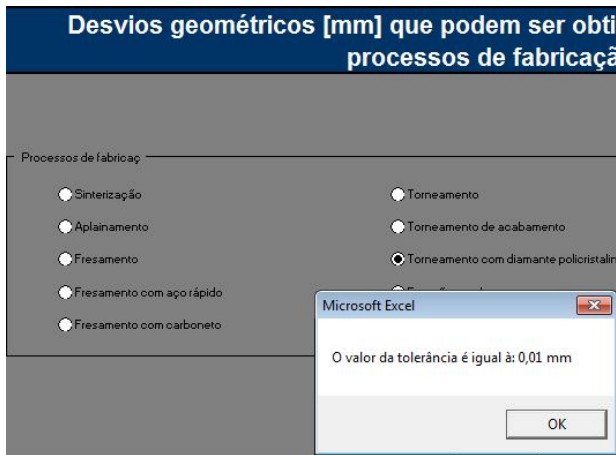 Desvios geométricos [mm] que podem ser obti
processos de fabricaçã
Processos de fabricaç
Sinterização
Torneamento
Aplainamento
Torneamento de acabamento
Fresamento
Torneamento com diamante policristalin
Fresamento com aço rápido
Fresamento com carboneto
Microsoft Excel
O valor da tolerância é igual à: 0,01 mm
OK